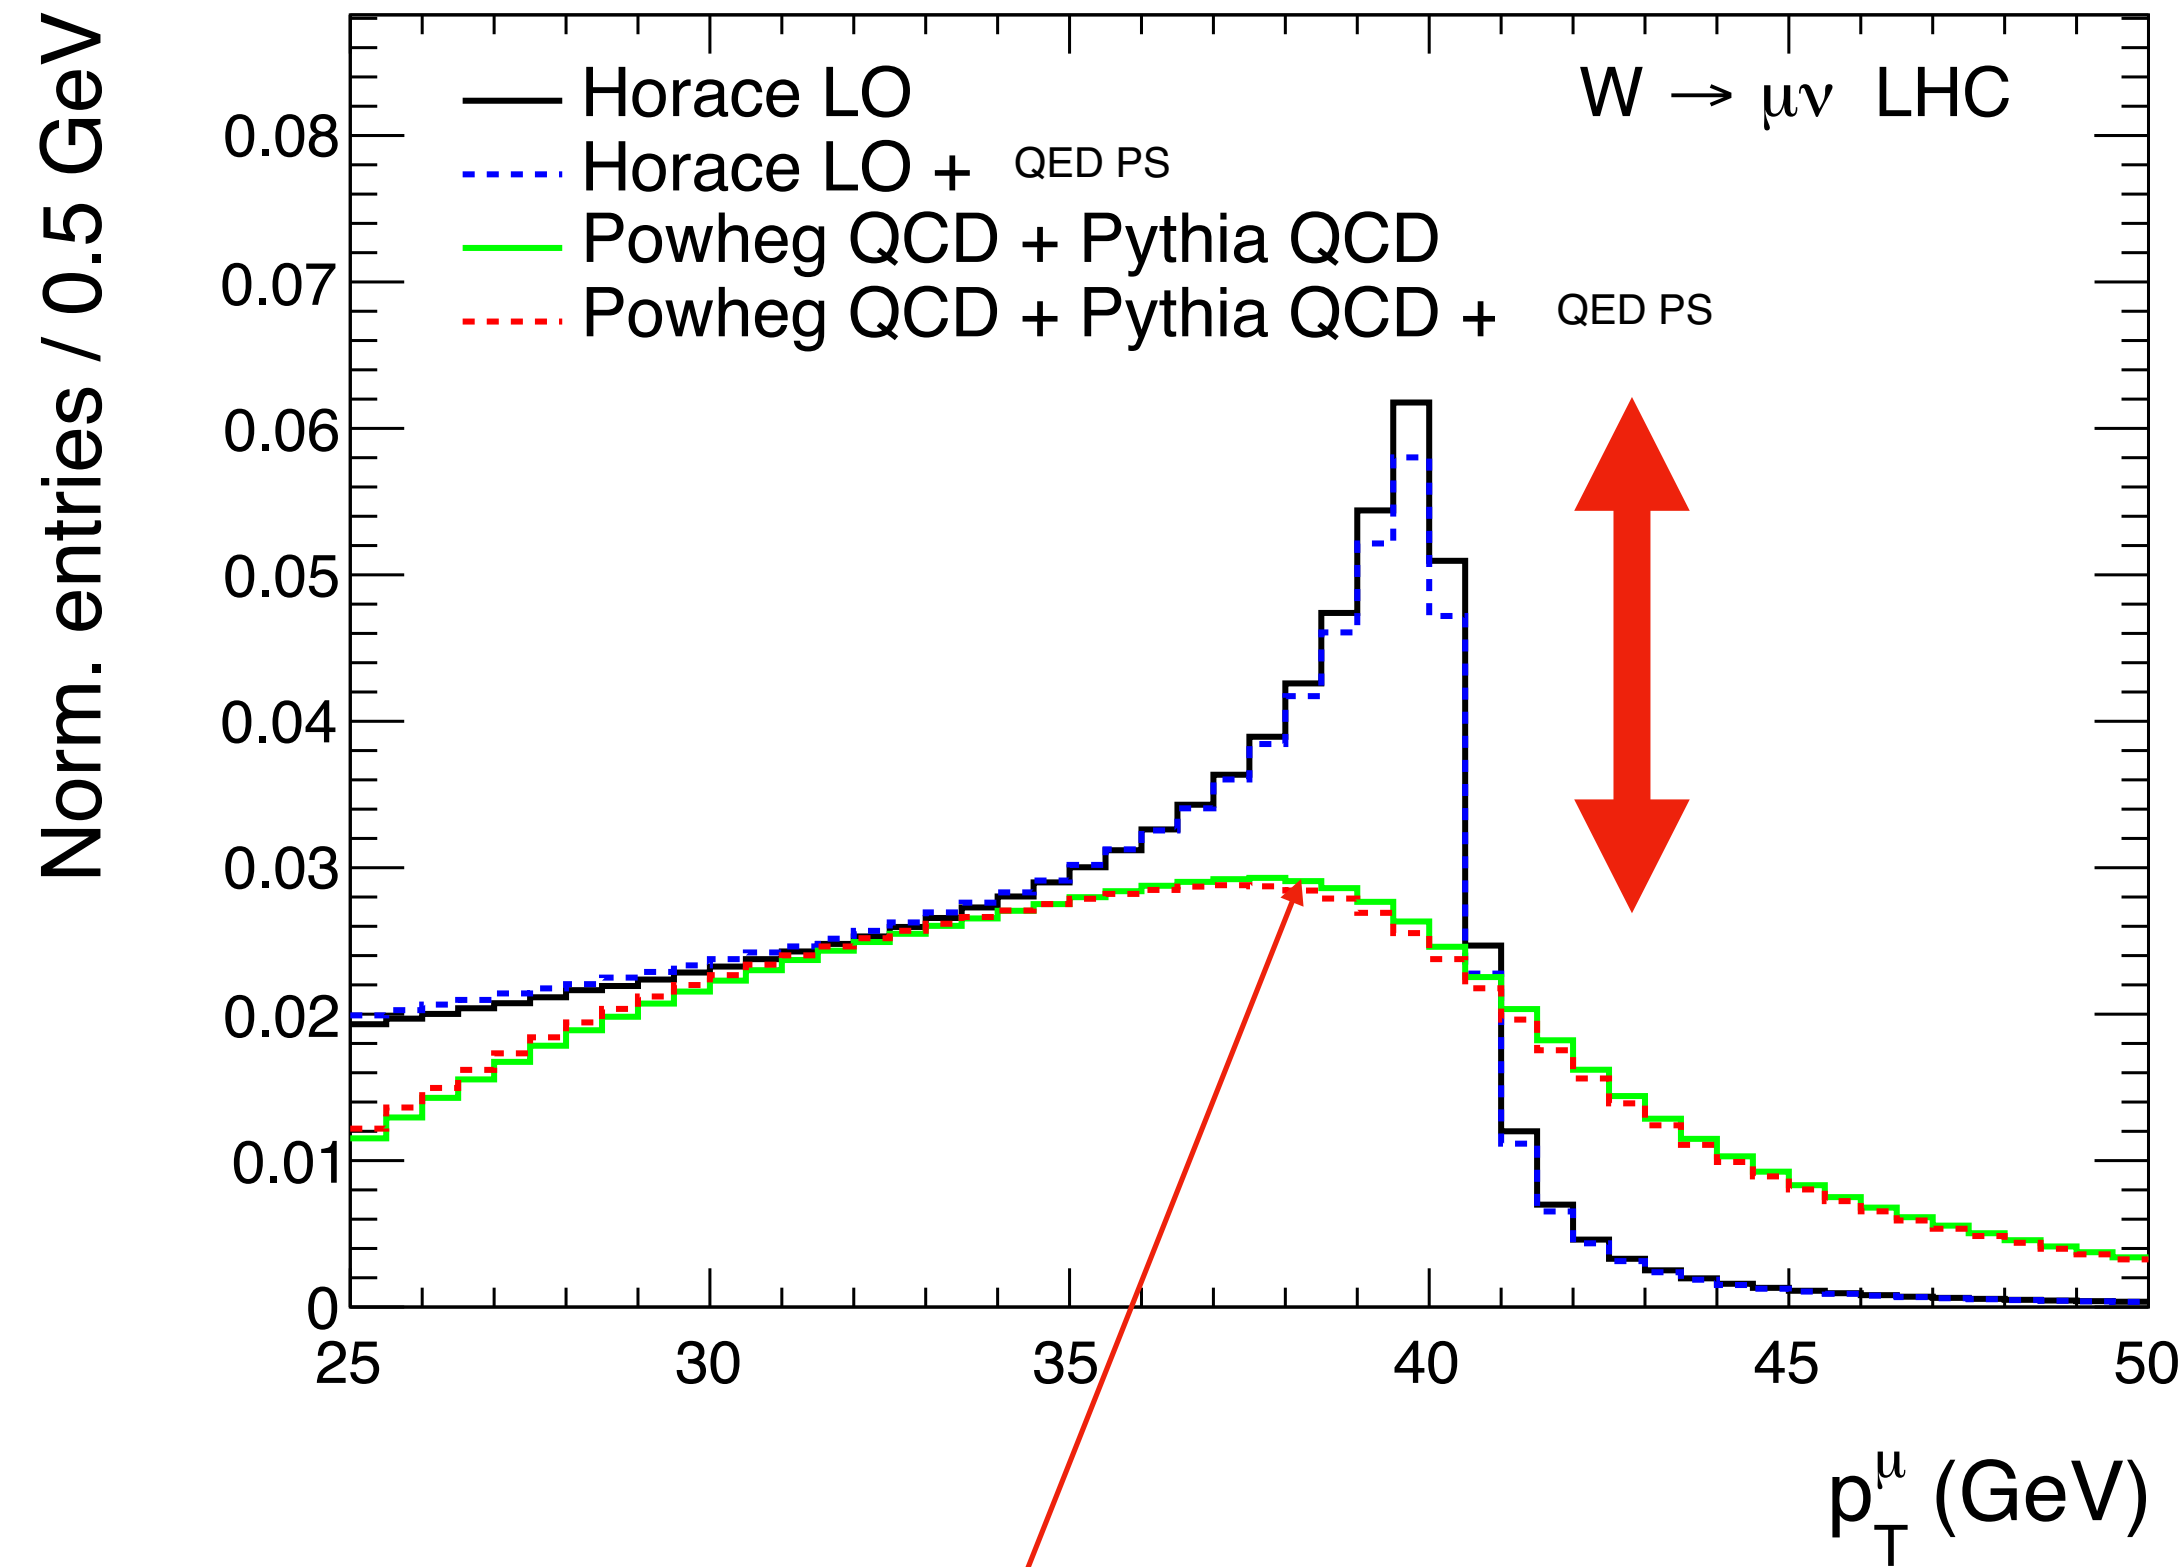 Norm. entries / 0.5 GeV
Horace LO
Horace LO + QED PS
Powheg QCD + Pythia QCD
Powheg QCD + Pythia QCD + QED PS
W → μν LHC
0.08
0.07
0.06
0.05
0.04
0.03
0.02
0.01
0
25 30 35 40 45 50
p_T^μ (GeV)